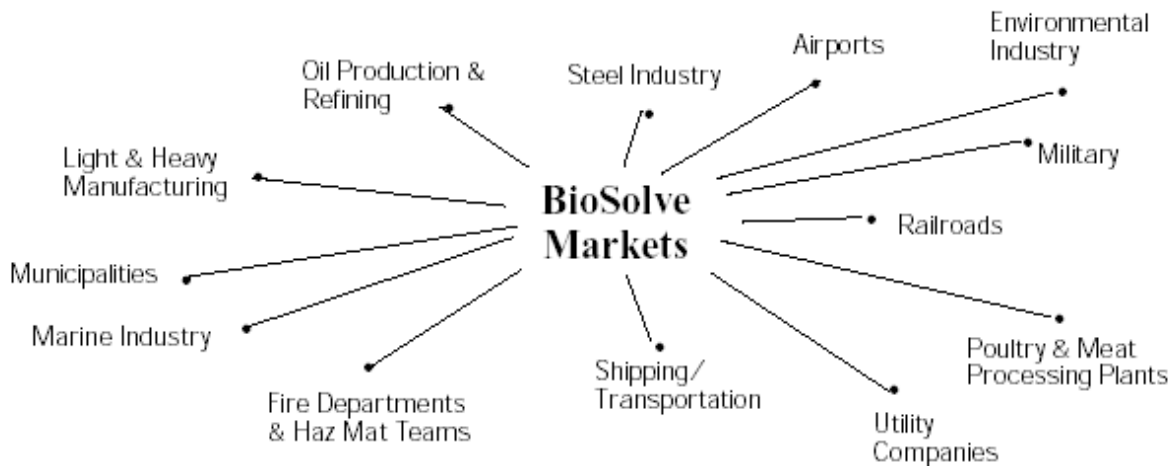 Environmental
Industry
Airports
Steel Industry
Oil Production &
Refining
Military
Light & Heavy
Manufacturing
BioSolve
Markets
Railroads
Municipalities
Marine Industry
Poultry & Meat
Processing Plants
Shipping/
Transportation
Fire Departments
& Haz Mat Teams
Utility
Companies